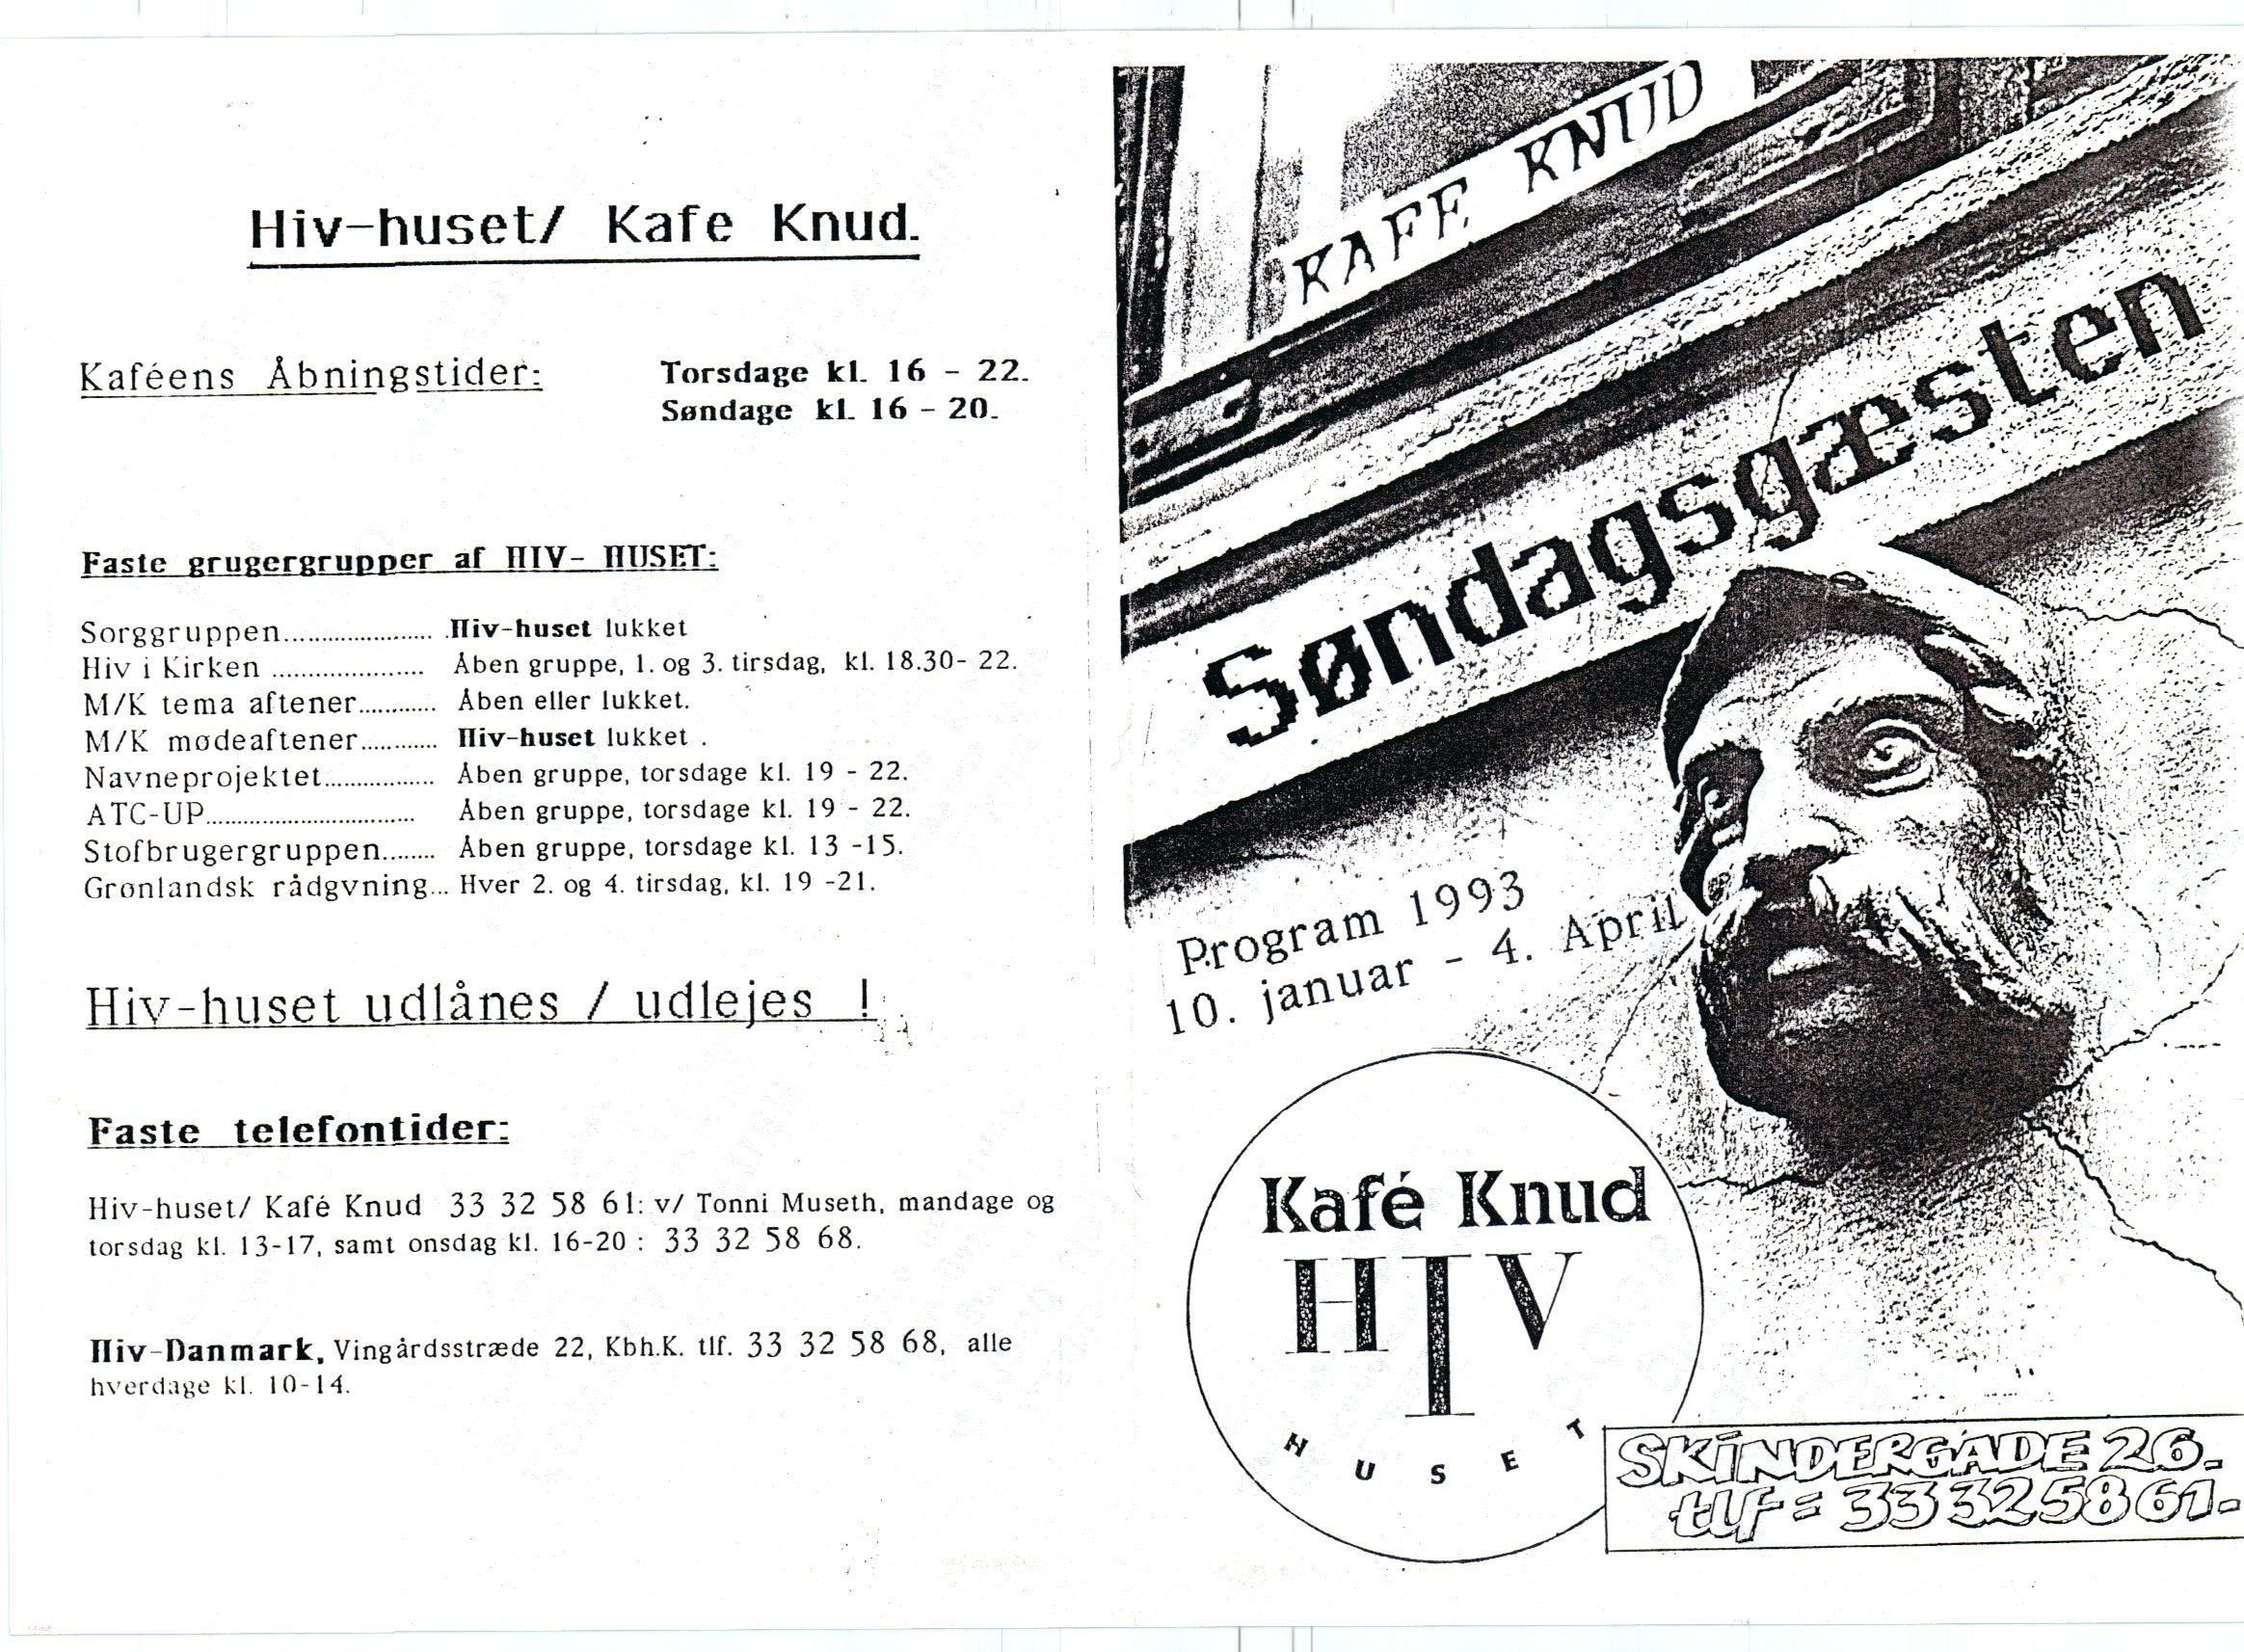 Hiv-huset/ Kafe Knud.
Kaféens Åbningstider: Torsdage kl. 16 - 22.
Søndage kl. 16 - 20.
Faste grugergrupper af HIV- HUSET:
Sorggruppen....................... .Hiv-huset lukket
Hiv i Kirken ....................... Åben gruppe, 1. og 3. tirsdag, kl. 18.30- 22.
M/K tema aftener............ Åben eller lukket.
M/K mødeaftener............ Hiv-huset lukket .
Navneprojektet................. Åben gruppe, torsdage kl. 19 - 22.
ATC-UP................................ Åben gruppe, torsdage kl. 19 - 22.
Stofbrugergruppen........ Åben gruppe, torsdage kl. 13 -15.
Grønlandsk rådgvning... Hver 2. og 4. tirsdag, kl. 19 -21.
Hiv-huset udlånes / udlejes !
Faste telefontider:
Hiv-huset/ Kafé Knud 33 32 58 61: v/ Tonni Museth, mandage og
torsdag kl. 13-17, samt onsdag kl. 16-20 : 33 32 58 68.
Hiv-Danmark, Vingårdsstræde 22, Kbh.K. tlf. 33 32 58 68, alle
hverdage kl. 10-14.
KAFE KNUD
Søndagsgæsten
Program 1993
10. januar - 4. April
Kafé Knud
HIV
HUSET
SKINDERGADE 26.
tlf = 33 32 58 61.